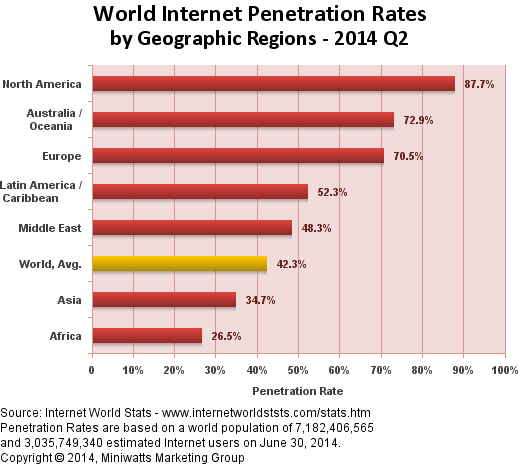 World Internet Penetration Rates
by Geographic Regions - 2014 Q2
North America
87.7%
Australia /
Oceania
72.9%
Europe
70.5%
Latin America /
Caribbean
52.3%
Middle East
48.3%
World, Avg.
42.3%
Asia
34.7%
Africa
26.5%
0 10% 20% 30% 40% 50% 60% 70% 80% 90% 100%
Penetration Rate
Source: Internet World Stats - www.internetworldststs.com/stats.htm
Penetration Rates are based on a world population of 7,182,406,565
and 3,035,749,340 estimated Internet users on June 30, 2014.
Copyright © 2014, Miniwatts Marketing Group